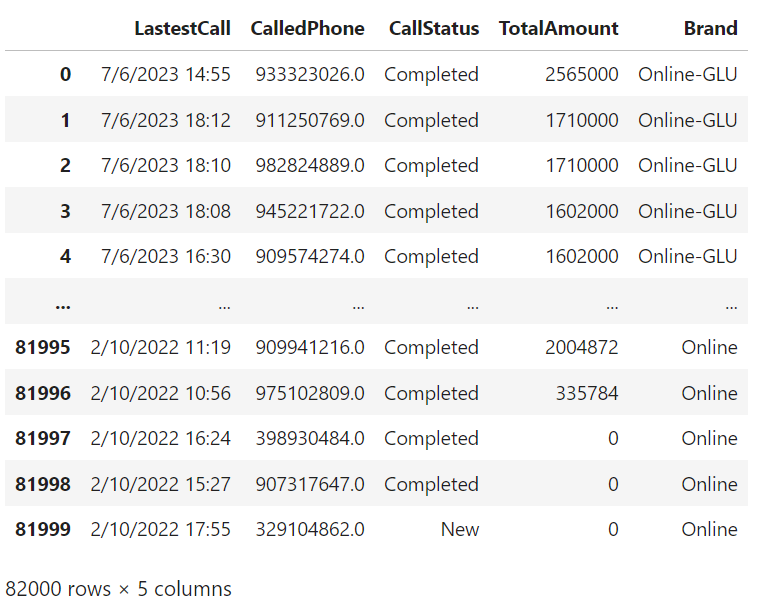 LastestCall CalledPhone CallStatus TotalAmount Brand
0 7/6/2023 14:55 933323026.0 Completed 2565000 Online-GLU
1 7/6/2023 18:12 911250769.0 Completed 1710000 Online-GLU
2 7/6/2023 18:10 982824889.0 Completed 1710000 Online-GLU
3 7/6/2023 18:08 945221722.0 Completed 1602000 Online-GLU
4 7/6/2023 16:30 909574274.0 Completed 1602000 Online-GLU
... ... ... ... ... ...
81995 2/10/2022 11:19 909941216.0 Completed 2004872 Online
81996 2/10/2022 10:56 975102809.0 Completed 335784 Online
81997 2/10/2022 16:24 398930484.0 Completed 0 Online
81998 2/10/2022 15:27 907317647.0 Completed 0 Online
81999 2/10/2022 17:55 329104862.0 New 0 Online
82000 rows × 5 columns